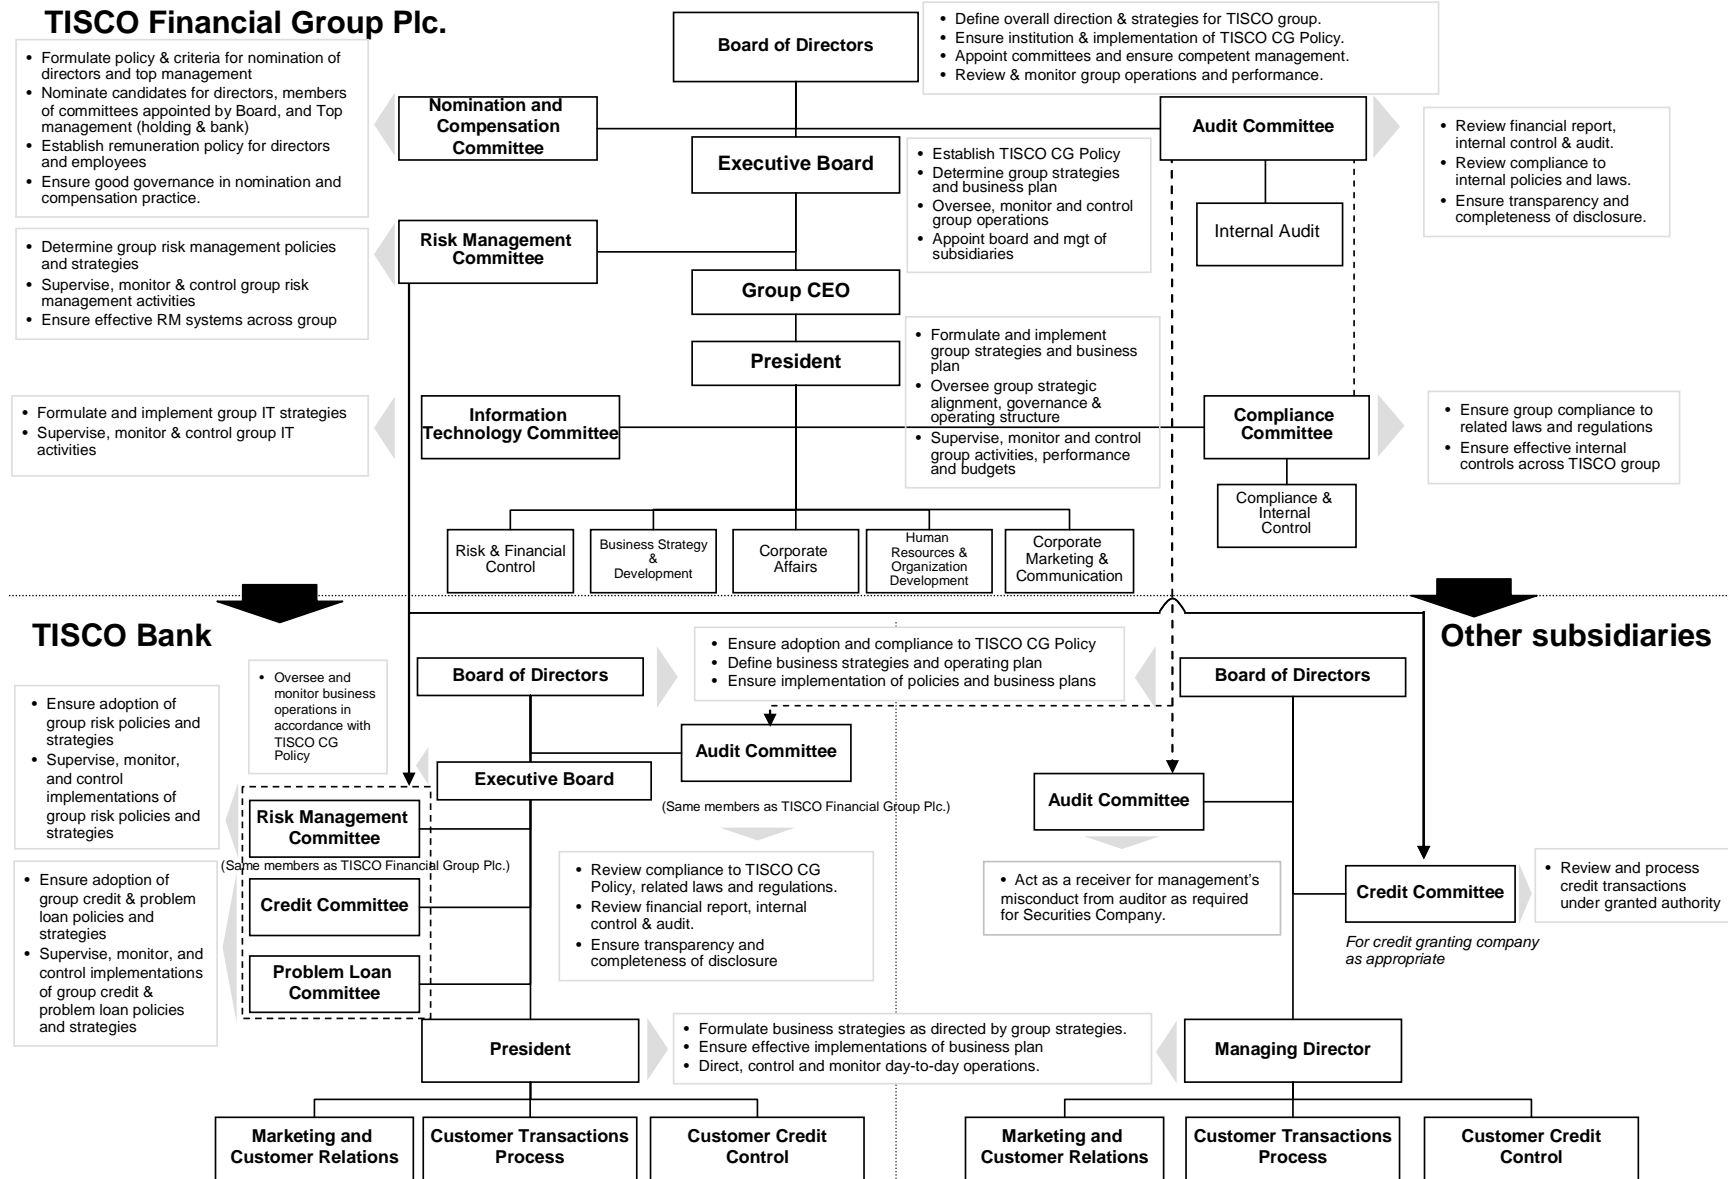 TISCO Financial Group Plc.
• Formulate policy & criteria for nomination of
directors and top management
• Nominate candidates for directors, members
of committees appointed by Board, and Top
management (holding & bank)
• Establish remuneration policy for directors
and employees
• Ensure good governance in nomination and
compensation practice.
Board of Directors
• Define overall direction & strategies for TISCO group.
• Ensure institution & implementation of TISCO CG Policy.
• Appoint committees and ensure competent management.
• Review & monitor group operations and performance.
Nomination and
Compensation
Committee
Audit Committee
• Review financial report,
internal control & audit.
• Review compliance to
internal policies and laws.
• Ensure transparency and
completeness of disclosure.
Executive Board
• Establish TISCO CG Policy
• Determine group strategies
and business plan
• Oversee, monitor and control
group operations
• Appoint board and mgt of
subsidiaries
Internal Audit
• Determine group risk management policies
and strategies
• Supervise, monitor & control group risk
management activities
• Ensure effective RM systems across group
Risk Management
Committee
Group CEO
President
• Formulate and implement
group strategies and business
plan
• Oversee group strategic
alignment, governance &
operating structure
• Supervise, monitor and control
group activities, performance
and budgets
• Formulate and implement group IT strategies
• Supervise, monitor & control group IT
activities
Information
Technology Committee
Compliance
Committee
• Ensure group compliance to
related laws and regulations
• Ensure effective internal
controls across TISCO group
Compliance &
Internal
Control
Risk & Financial
Control
Business Strategy
&
Development
Corporate
Affairs
Human
Resources &
Organization
Development
Corporate
Marketing &
Communication
TISCO Bank
Other subsidiaries
• Ensure adoption and compliance to TISCO CG Policy
• Define business strategies and operating plan
• Ensure implementation of policies and business plans
• Oversee and
monitor business
operations in
accordance with
TISCO CG
Policy
Board of Directors
Board of Directors
• Ensure adoption of
group risk policies and
strategies
• Supervise, monitor,
and control
implementations of
group risk policies and
strategies
Audit Committee
(Same members as TISCO Financial Group Plc.)
Executive Board
Audit Committee
Risk Management
Committee
(Same members as TISCO Financial Group Plc.)
• Ensure adoption of
group credit & problem
loan policies and
strategies
• Supervise, monitor, and
control implementations
of group credit &
problem loan policies
and strategies
Credit Committee
Problem Loan
Committee
• Review compliance to TISCO CG
Policy, related laws and regulations.
• Review financial report, internal
control & audit.
• Ensure transparency and
completeness of disclosure
• Act as a receiver for management’s
misconduct from auditor as required
for Securities Company.
Credit Committee
For credit granting company
as appropriate
• Review and process
credit transactions
under granted authority
President
• Formulate business strategies as directed by group strategies.
• Ensure effective implementations of business plan
• Direct, control and monitor day-to-day operations.
Managing Director
Marketing and
Customer Relations
Customer Transactions
Process
Customer Credit
Control
Marketing and
Customer Relations
Customer Transactions
Process
Customer Credit
Control